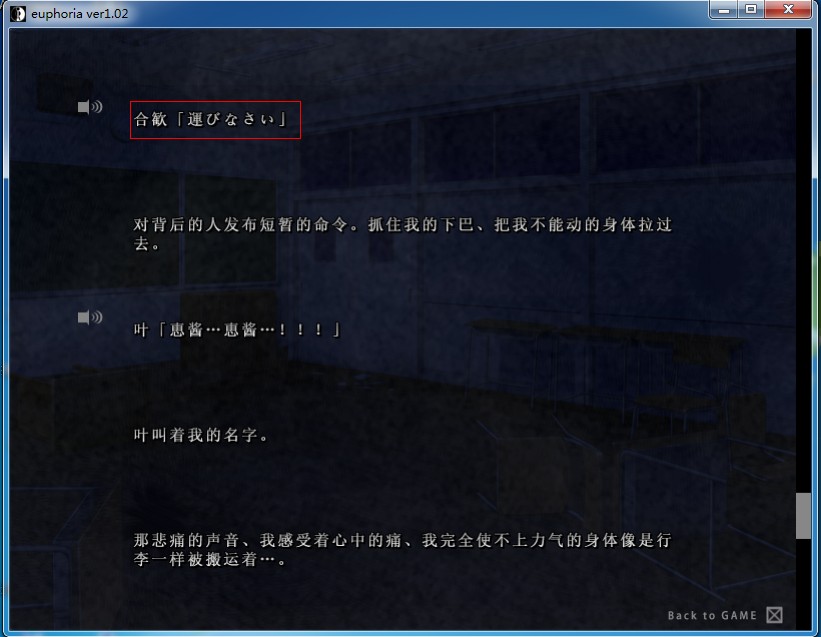 euphoria ver1.02
合歓「運びなさい」
对背后的人发布短暂的命令。抓住我的下巴、把我不能动的身体拉过
去。
叶「惠酱…惠酱…！！！」
叶叫着我的名字。
那悲痛的声音、我感受着心中的痛、我完全使不上力气的身体像是行
李一样被搬运着…。
Back to GAME